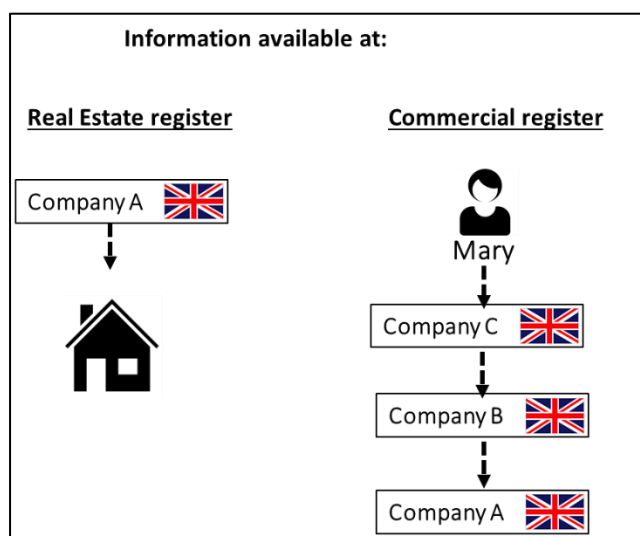 Information available at:
Real Estate register
Commercial register
Company A
Mary
Company C
Company B
Company A